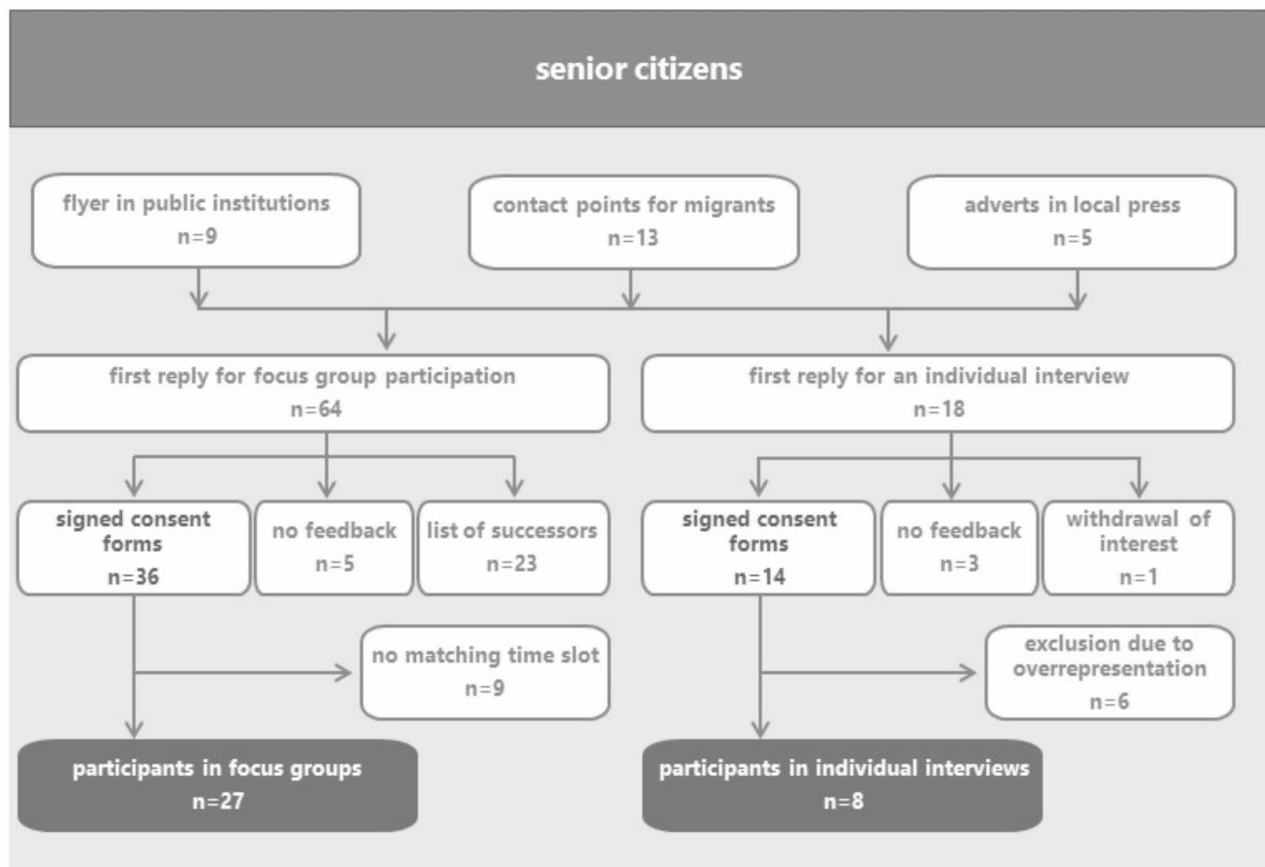 senior citizens
flyer in public institutions
n=9
contact points for migrants
n=13
adverts in local press
n=5
first reply for focus group participation
n=64
first reply for an individual interview
n=18
signed consent
forms
n=36
no feedback
n=5
list of successors
n=23
signed consent
forms
n=14
no feedback
n=3
withdrawal of
interest
n=1
no matching time slot
n=9
exclusion due to
overrepresentation
n=6
participants in focus groups
n=27
participants in individual interviews
n=8